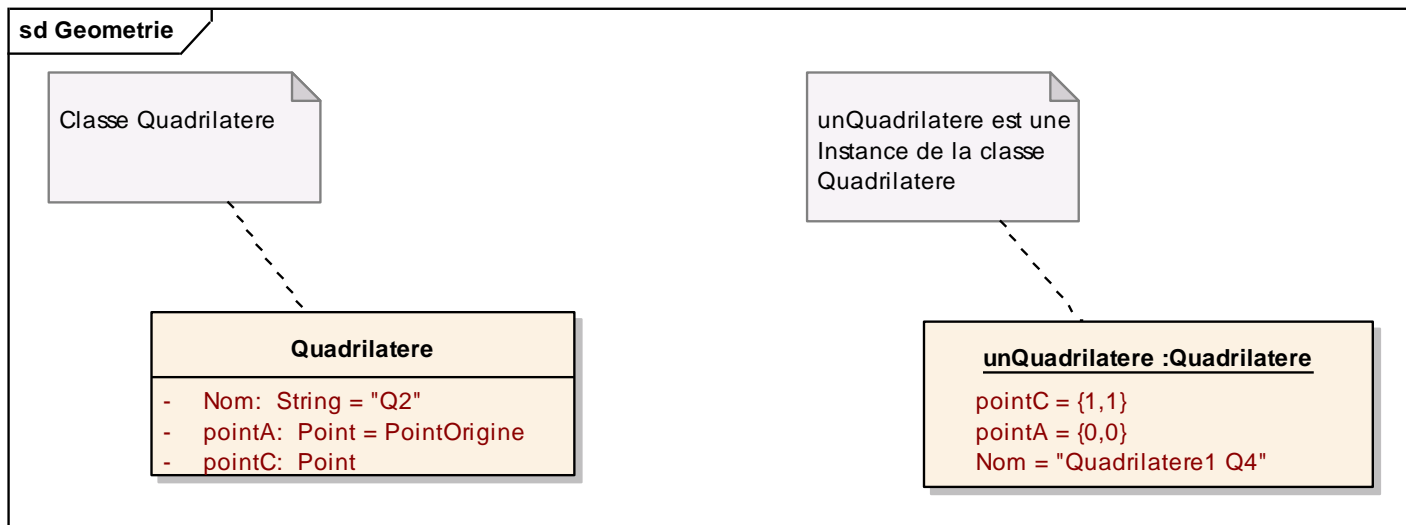 sd Geometrie
Classe Quadrilatere
unQuadrilatere est une
Instance de la classe
Quadrilatere
Quadrilatere
- Nom: String = "Q2"
- pointA: Point = PointOrigine
- pointC: Point
unQuadrilatere :Quadrilatere
pointC = {1,1}
pointA = {0,0}
Nom = "Quadrilatere1 Q4"